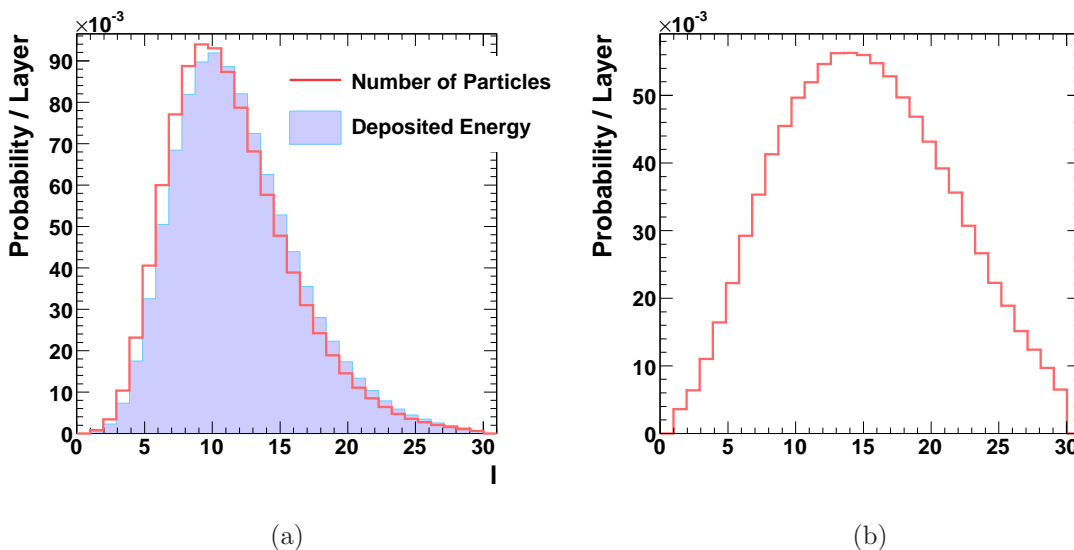 ×10⁻³
Probability / Layer
90
80
70
60
50
40
30
20
10
0
0 5 10 15 20 25 30
l
Number of Particles
Deposited Energy
(a)
×10⁻³
Probability / Layer
50
40
30
20
10
0
0 5 10 15 20 25 30
(b)